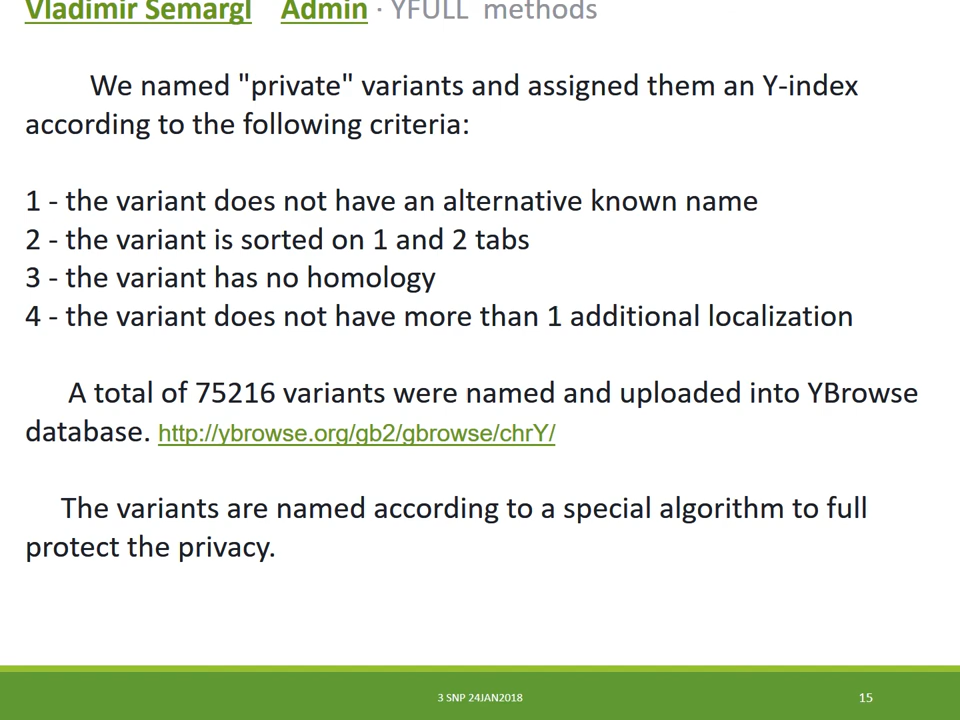 Vladimir Semargl Admin · YFULL methods
We named "private" variants and assigned them an Y-index
according to the following criteria:
1 - the variant does not have an alternative known name
2 - the variant is sorted on 1 and 2 tabs
3 - the variant has no homology
4 - the variant does not have more than 1 additional localization
A total of 75216 variants were named and uploaded into YBrowse
database. http://ybrowse.org/gb2/gbrowse/chrY/
The variants are named according to a special algorithm to full
protect the privacy.
3 SNP 24JAN2018
15